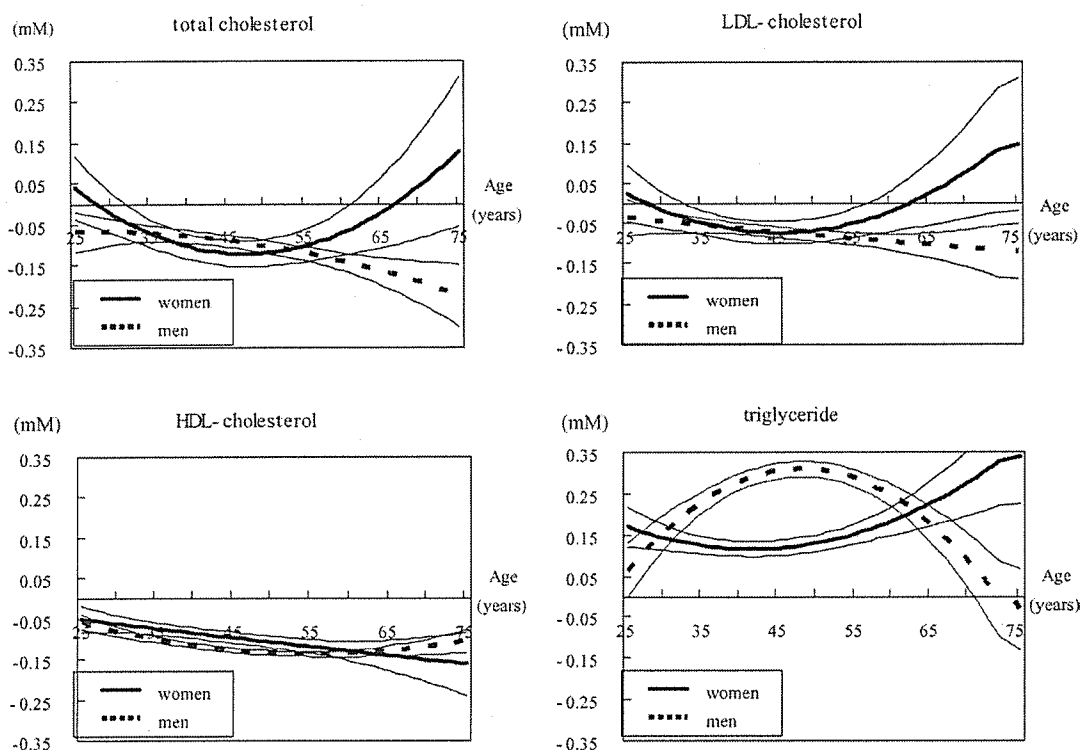 total cholesterol
(mM)
0.35
0.25
0.15
0.05
-0.05
-0.15
-0.25
-0.35
25 35 45 55 65 75
Age
(years)
women
men
LDL-cholesterol
(mM)
0.35
0.25
0.15
0.05
-0.05
-0.15
-0.25
-0.35
25 35 45 55 65 75
Age
(years)
women
men
HDL-cholesterol
(mM)
0.35
0.25
0.15
0.05
-0.05
-0.15
-0.25
-0.35
25 35 45 55 65 75
Age
(years)
women
men
triglyceride
(mM)
0.35
0.25
0.15
0.05
-0.05
-0.15
-0.25
-0.35
25 35 45 55 65 75
Age
(years)
women
men